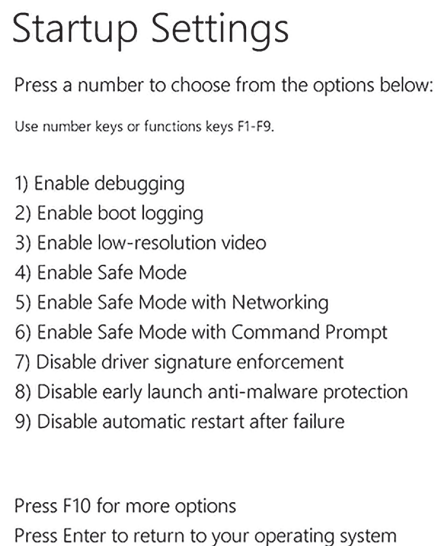 Startup Settings
Press a number to choose from the options below:
Use number keys or functions keys F1-F9.
1) Enable debugging
2) Enable boot logging
3) Enable low-resolution video
4) Enable Safe Mode
5) Enable Safe Mode with Networking
6) Enable Safe Mode with Command Prompt
7) Disable driver signature enforcement
8) Disable early launch anti-malware protection
9) Disable automatic restart after failure
Press F10 for more options
Press Enter to return to your operating system